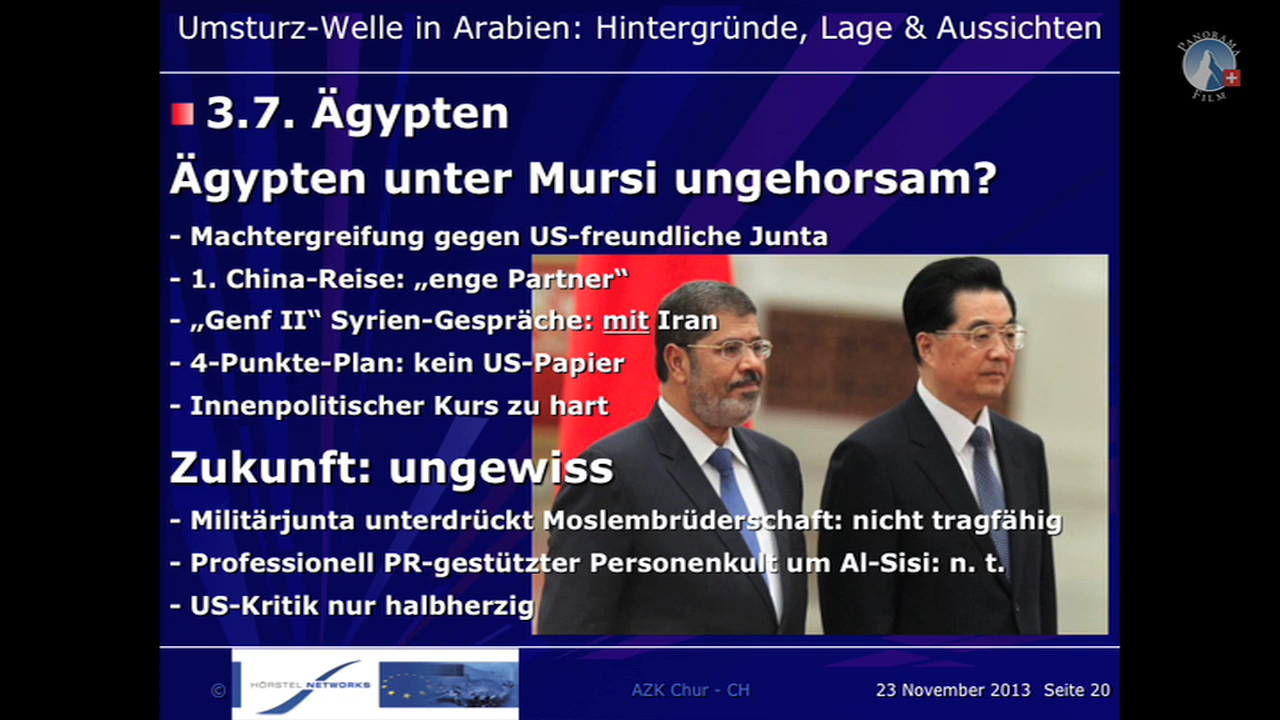 Umsturz-Welle in Arabien: Hintergründe, Lage & Aussichten
PANORAMA
FILM
3.7. Ägypten
Ägypten unter Mursi ungehorsam?
- Machtergreifung gegen US-freundliche Junta
- 1. China-Reise: „enge Partner“
- „Genf II“ Syrien-Gespräche: mit Iran
- 4-Punkte-Plan: kein US-Papier
- Innenpolitischer Kurs zu hart
Zukunft: ungewiss
- Militärjunta unterdrückt Moslembrüderschaft: nicht tragfähig
- Professionell PR-gestützter Personenkult um Al-Sisi: n. t.
- US-Kritik nur halbherzig
© HÖRSTEL NETWORKS AZK Chur - CH 23 November 2013 Seite 20